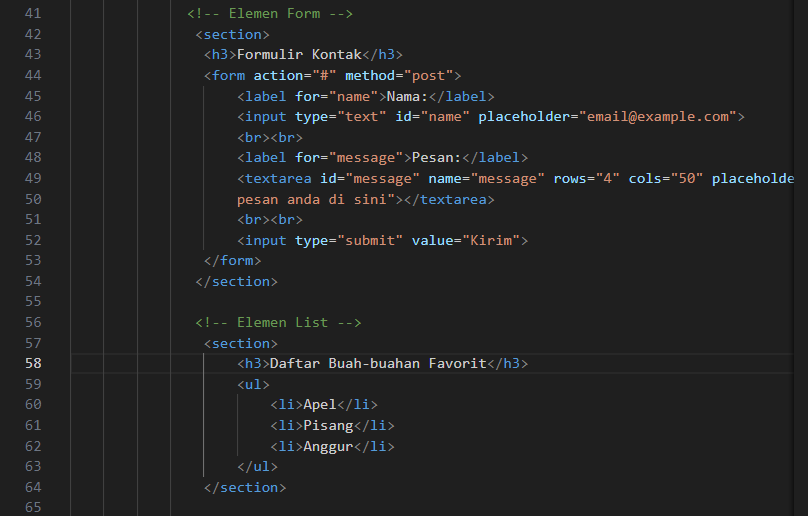 41 <!-- Elemen Form -->
42 <section>
43 <h3>Formulir Kontak</h3>
44 <form action="#" method="post">
45 <label for="name">Nama:</label>
46 <input type="text" id="name" placeholder="email@example.com">
47 <br><br>
48 <label for="message">Pesan:</label>
49 <textarea id="message" name="message" rows="4" cols="50" placeholde
50 pesan anda di sini"></textarea>
51 <br><br>
52 <input type="submit" value="Kirim">
53 </form>
54 </section>
55
56 <!-- Elemen List -->
57 <section>
58 <h3>Daftar Buah-buahan Favorit</h3>
59 <ul>
60 <li>Apel</li>
61 <li>Pisang</li>
62 <li>Anggur</li>
63 </ul>
64 </section>
65